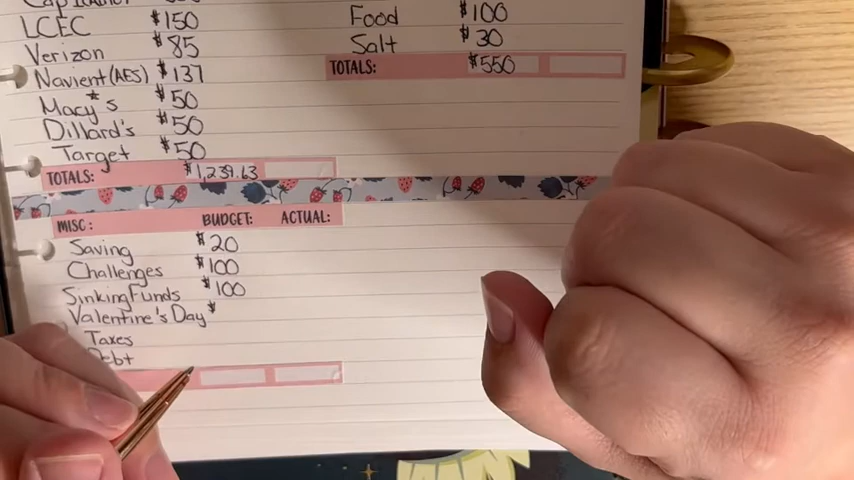 LCEC $150
Verizon $85
Navient (AES) $137
Macy*s $50
Dillard's $50
Target $50
TOTALS: $1,239.63
Food $100
Salt $30
TOTALS: $550
MISC: BUDGET: ACTUAL:
Saving $20
Challenges $100
Sinking Funds $100
Valentine's Day $
Taxes
Debt